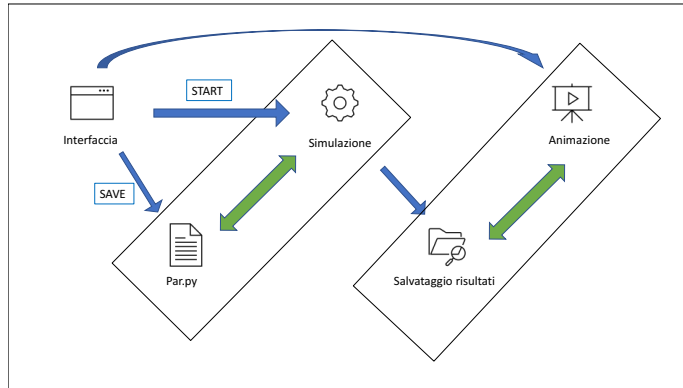 START
Interfaccia
Simulazione
Animazione
SAVE
Par.py
Salvataggio risultati